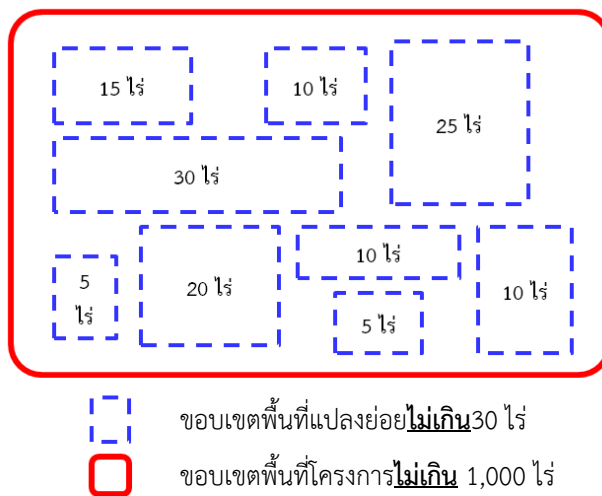 15 ไร่
10 ไร่
25 ไร่
30 ไร่
5
ไร่
20 ไร่
10 ไร่
5 ไร่
10 ไร่
ขอบเขตพื้นที่แปลงย่อยไม่เกิน30 ไร่
ขอบเขตพื้นที่โครงการไม่เกิน 1,000 ไร่